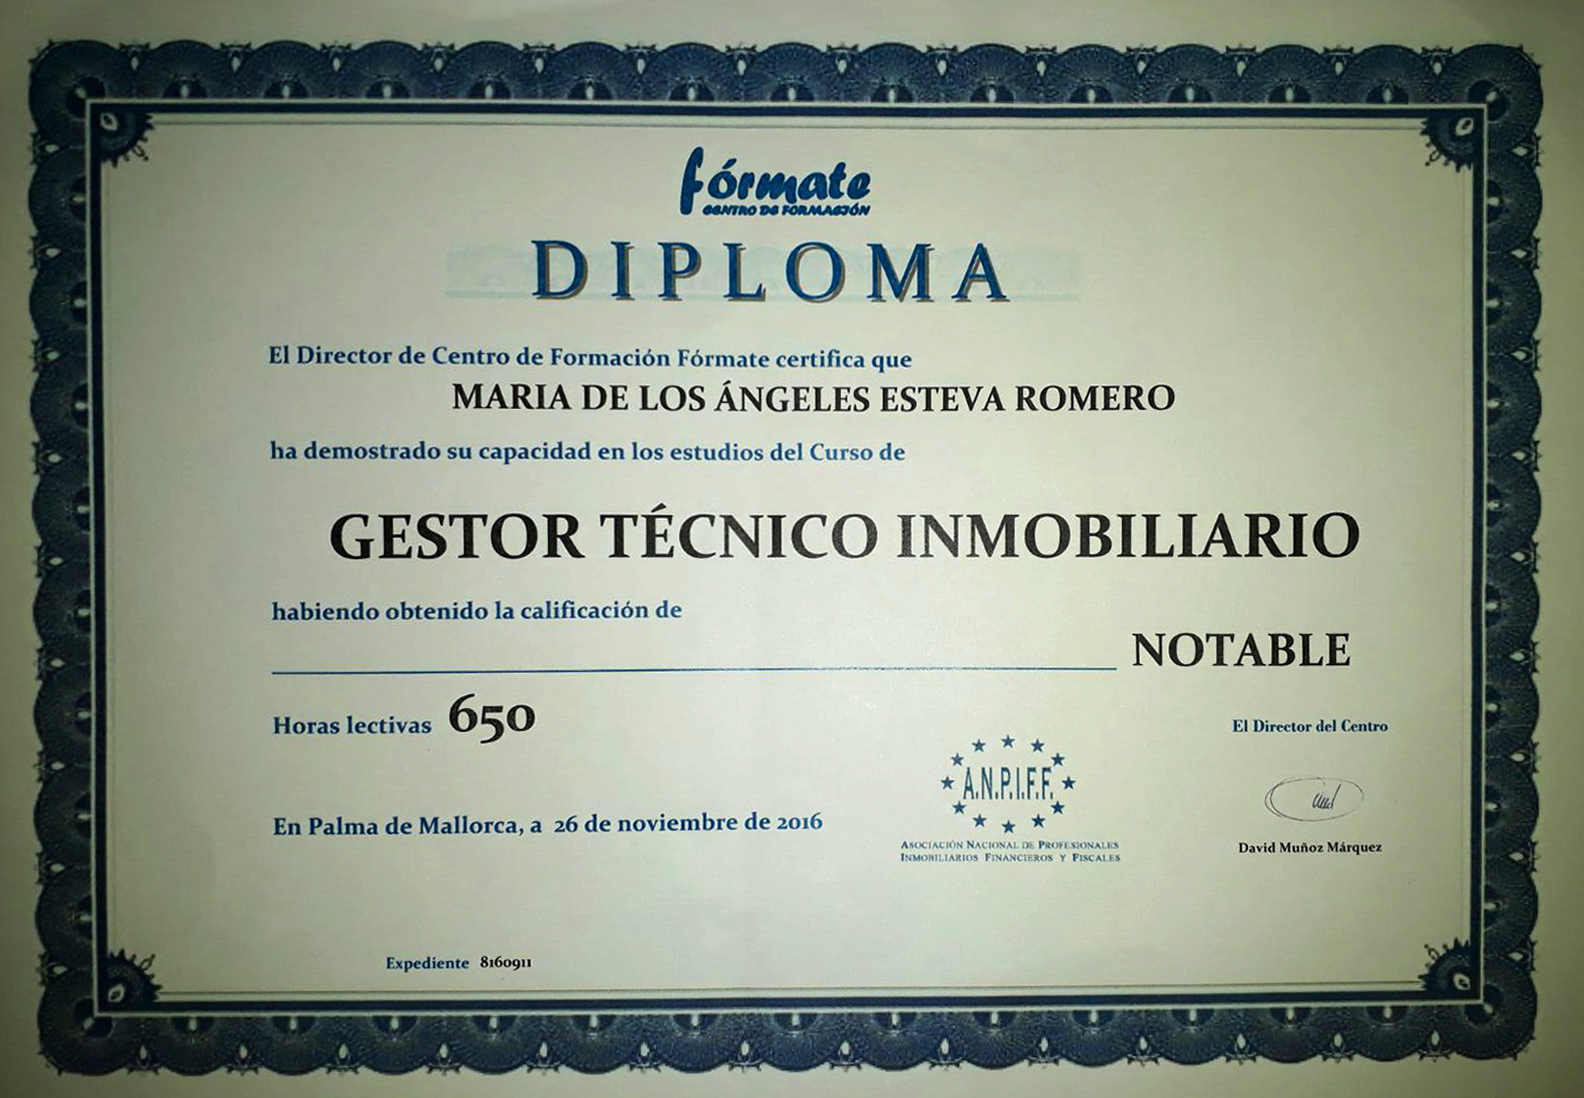 fórmate
CENTRO DE FORMACIÓN
DIPLOMA
El Director de Centro de Formación Fórmate certifica que
MARIA DE LOS ÁNGELES ESTEVA ROMERO
ha demostrado su capacidad en los estudios del Curso de
GESTOR TÉCNICO INMOBILIARIO
habiendo obtenido la calificación de
NOTABLE
Horas lectivas 650
El Director del Centro
A.N.P.I.F.F.
En Palma de Mallorca, a 26 de noviembre de 2016
ASOCIACIÓN NACIONAL DE PROFESIONALES
INMOBILIARIOS FINANCIEROS Y FISCALES
David Muñoz Márquez
Expediente 8160911